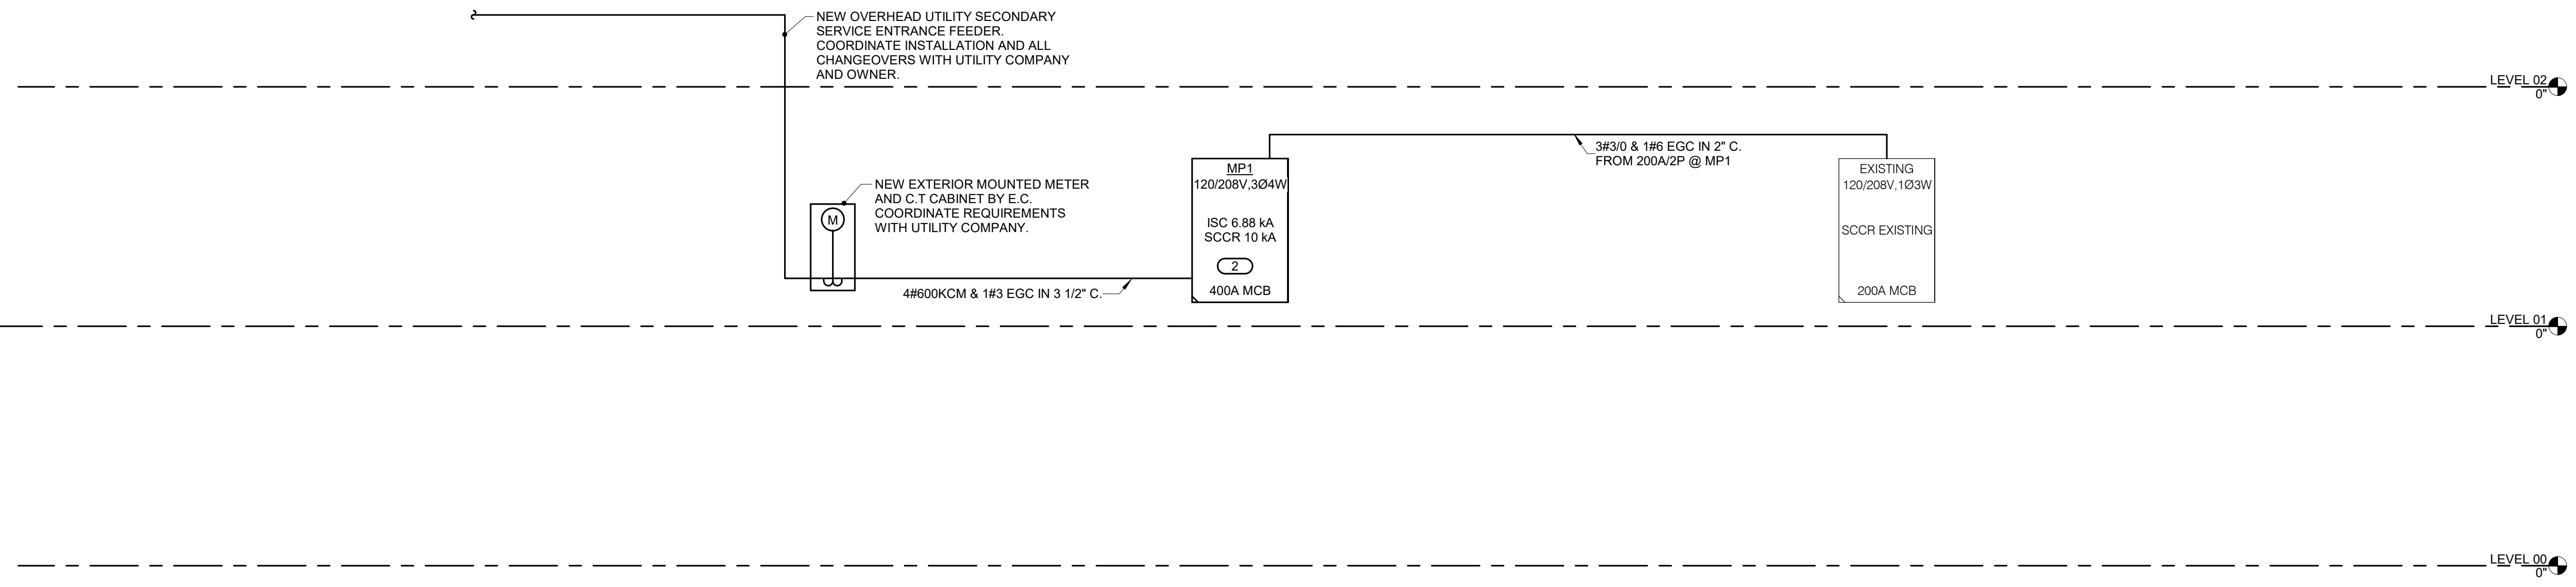 NEW OVERHEAD UTILITY SECONDARY
SERVICE ENTRANCE FEEDER.
COORDINATE INSTALLATION AND ALL
CHANGEOVERS WITH UTILITY COMPANY
AND OWNER.
LEVEL 02
0"
3#3/0 & 1#6 EGC IN 2" C.
FROM 200A/2P @ MP1
MP1
120/208V,3Ø4W
ISC 6.88 kA
SCCR 10 kA
2
400A MCB
EXISTING
120/208V,1Ø3W
SCCR EXISTING
200A MCB
NEW EXTERIOR MOUNTED METER
AND C.T CABINET BY E.C.
COORDINATE REQUIREMENTS
WITH UTILITY COMPANY.
M
4#600KCM & 1#3 EGC IN 3 1/2" C.
LEVEL 01
0"
LEVEL 00
0"